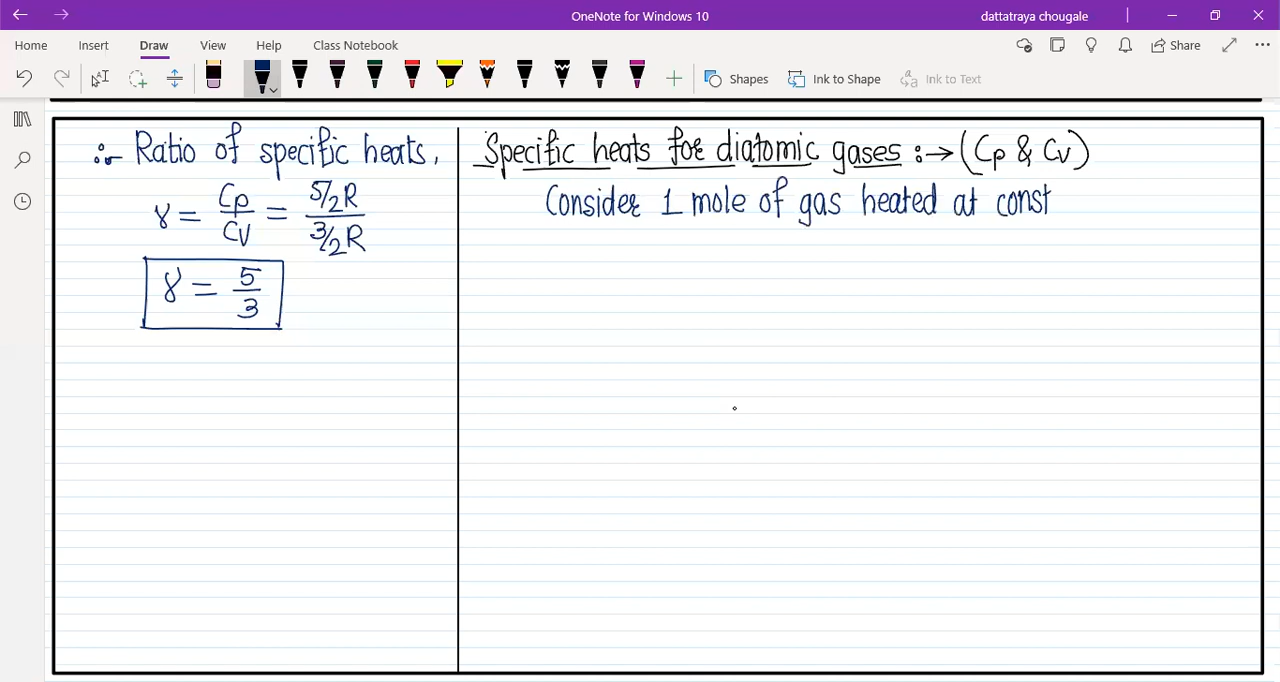 OneNote for Windows 10
dattatraya chougale
Home Insert Draw View Help Class Notebook
Share
Shapes Ink to Shape Ink to Text
∴ Ratio of specific heats,
γ = Cp/Cv = 5/2R / 3/2R
γ = 5/3
Specific heats for diatomic gases :→ (Cp & Cv)
Consider 1 mole of gas heated at const